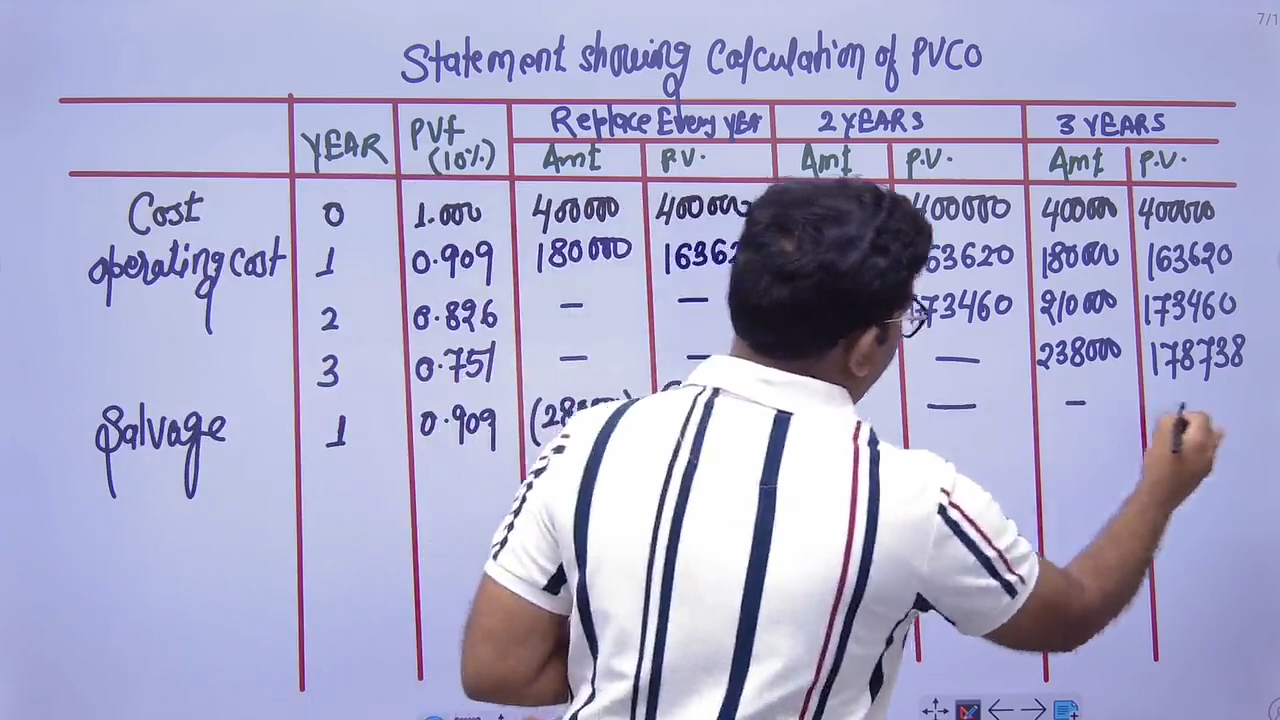 7/1
Statement showing Calculation of PVCO
YEAR PVf (10%) Replace Every YEAR 2 YEARS 3 YEARS
Amt P.V. Amt P.V. Amt P.V.
Cost 0 1.000 400000 400000 400000 400000 400000
operating cost 1 0.909 180000 163620 180000 163620
2 0.826 — — 173460 210000 173460
3 0.751 — — — 238000 178738
Salvage 1 0.909 — —